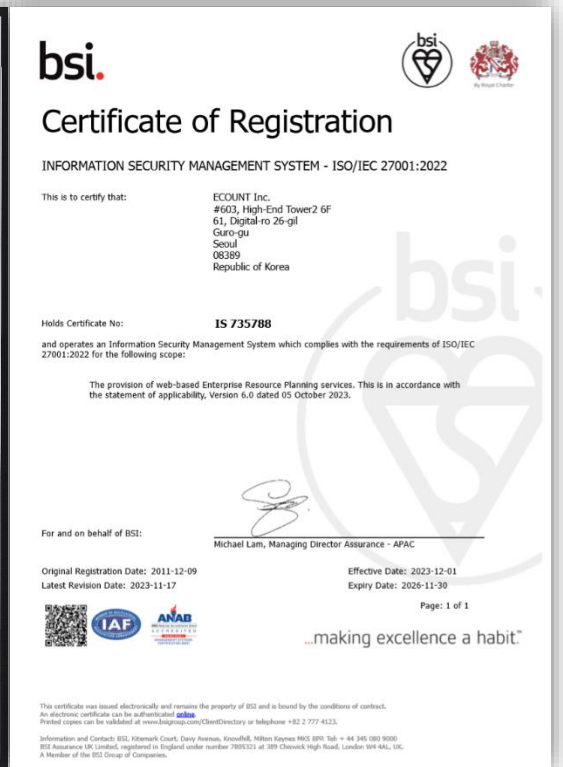 bsi.
bsi
By Royal Charter
Certificate of Registration
INFORMATION SECURITY MANAGEMENT SYSTEM - ISO/IEC 27001:2022
This is to certify that:
ECOUNT Inc.
#603, High-End Tower2 6F
61, Digital-ro 26-gil
Guro-gu
Seoul
08389
Republic of Korea
bsi
Holds Certificate No:
IS 735788
and operates an Information Security Management System which complies with the requirements of ISO/IEC
27001:2022 for the following scope:
The provision of web-based Enterprise Resource Planning services. This is in accordance with
the statement of applicability, Version 6.0 dated 05 October 2023.
For and on behalf of BSI:
Michael Lam, Managing Director Assurance - APAC
Original Registration Date: 2011-12-09
Effective Date: 2023-12-01
Latest Revision Date: 2023-11-17
Expiry Date: 2026-11-30
Page: 1 of 1
IAF
ANAB
ACCREDITED
...making excellence a habit.™
This certificate was issued electronically and remains the property of BSI and is bound by the conditions of contract.
An electronic certificate can be authenticated online.
Printed copies can be validated at www.bsigroup.com/ClientDirectory or telephone +82 2 777 4123.
Information and Contact: BSI, Kitemark Court, Davy Avenue, Knowlhill, Milton Keynes MK5 8PP. Tel: + 44 345 080 9000
BSI Assurance UK Limited, registered in England under number 7805321 at 389 Chiswick High Road, London W4 4AL, UK.
A Member of the BSI Group of Companies.